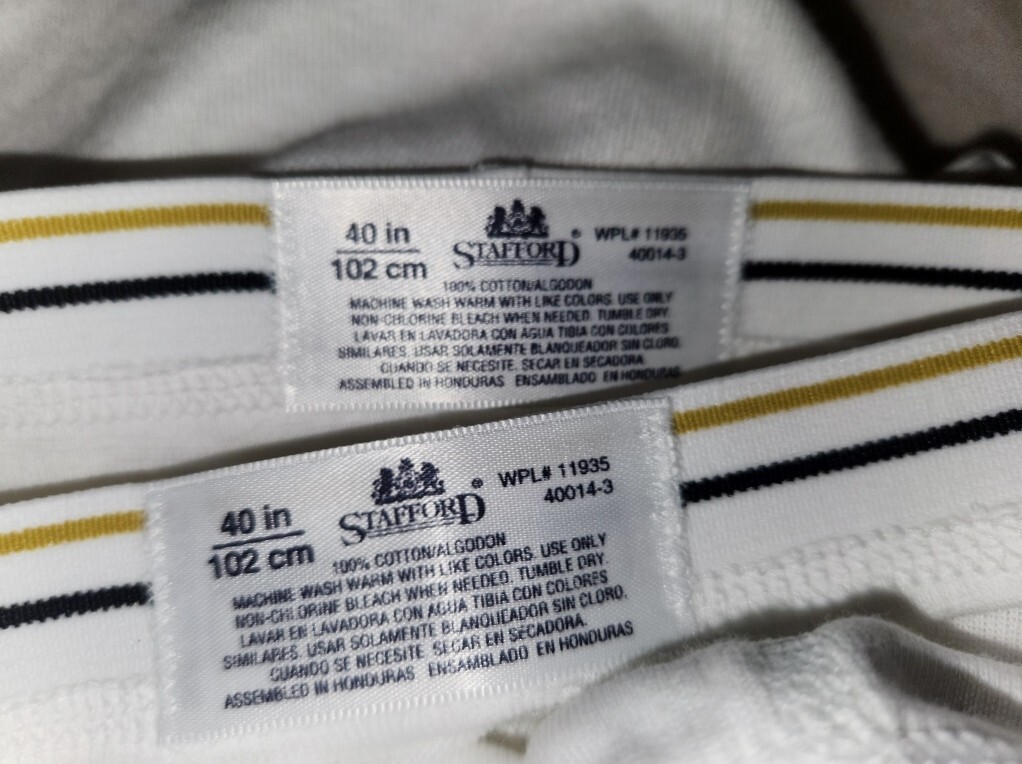 40 in
102 cm
STAFFORD®
WPL# 11935
40014-3
100% COTTON/ALGODON
MACHINE WASH WARM WITH LIKE COLORS. USE ONLY
NON-CHLORINE BLEACH WHEN NEEDED. TUMBLE DRY.
LAVAR EN LAVADORA CON AGUA TIBIA CON COLORES
SIMILARES. USAR SOLAMENTE BLANQUEADOR SIN CLORO.
CUANDO SE NECESITE. SECAR EN SECADORA.
ASSEMBLED IN HONDURAS ENSAMBLADO EN HONDURAS
40 in
102 cm
STAFFORD®
WPL# 11935
40014-3
100% COTTON/ALGODON
MACHINE WASH WARM WITH LIKE COLORS. USE ONLY
NON-CHLORINE BLEACH WHEN NEEDED. TUMBLE DRY.
LAVAR EN LAVADORA CON AGUA TIBIA CON COLORES
SIMILARES. USAR SOLAMENTE BLANQUEADOR SIN CLORO.
CUANDO SE NECESITE SECAR EN SECADORA.
ASSEMBLED IN HONDURAS ENSAMBLADO EN HONDURAS